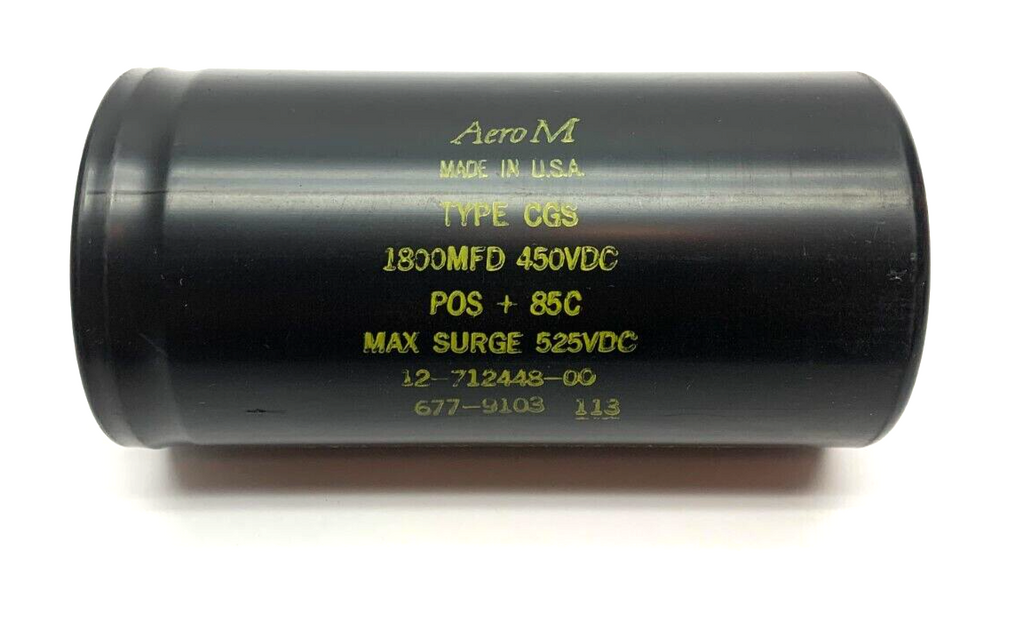 Aero M
MADE IN U.S.A.
TYPE CGS
1800MFD 450VDC
POS + 85C
MAX SURGE 525VDC
12-712448-00
677-9103 113